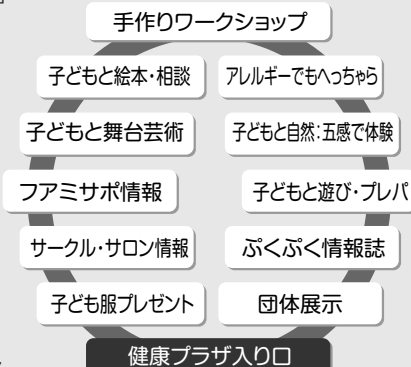 手作りワークショップ
子どもと絵本・相談
アレルギーでもへっちゃら
子どもと舞台芸術
子どもと自然:五感で体験
フアミサポ情報
子どもと遊び・プレパ
サークル・サロン情報
ぷくぷく情報誌
子ども服プレゼント
団体展示
健康プラザ入り口